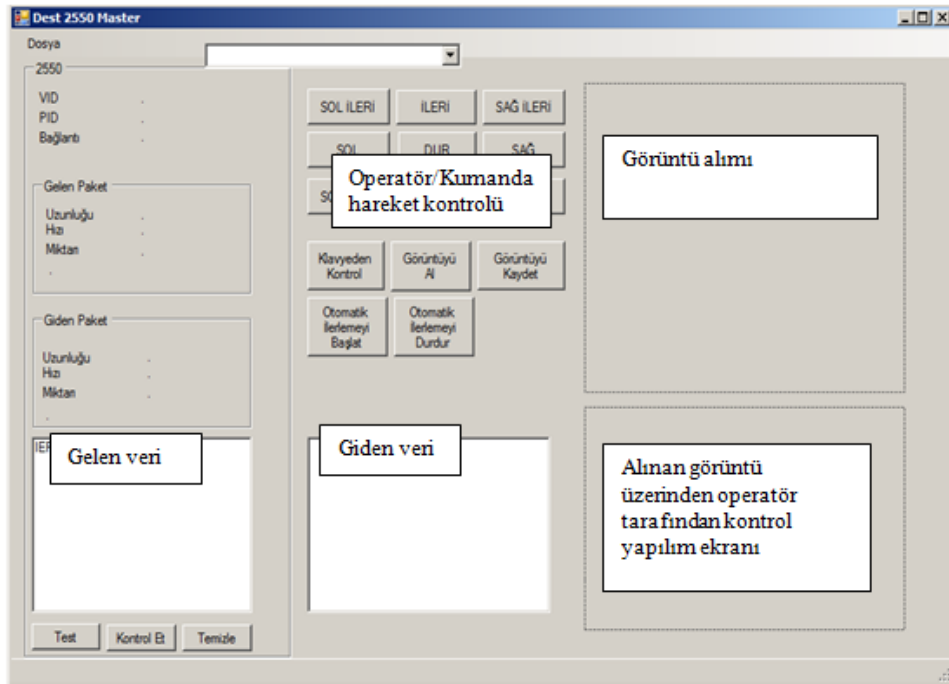 Dest 2550 Master
Dosya
2550
VID
PID
Bağlantı
Gelen Paket
Uzunluğu
Hızı
Miktarı
Giden Paket
Uzunluğu
Hızı
Miktarı
Gelen veri
Test
Kontrol Et
Temizle
SOL İLERİ
İLERİ
SAĞ İLERİ
SOL
DUR
SAĞ
Operatör/Kumanda
hareket kontrolü
Klavyeden
Kontrol
Görüntüyü
Al
Görüntüyü
Kaydet
Otomatik
İlerlemeyi
Başlat
Otomatik
İlerlemeyi
Durdur
Giden veri
Görüntü alımı
Alınan görüntü
üzerinden operatör
tarafından kontrol
yapılım ekranı